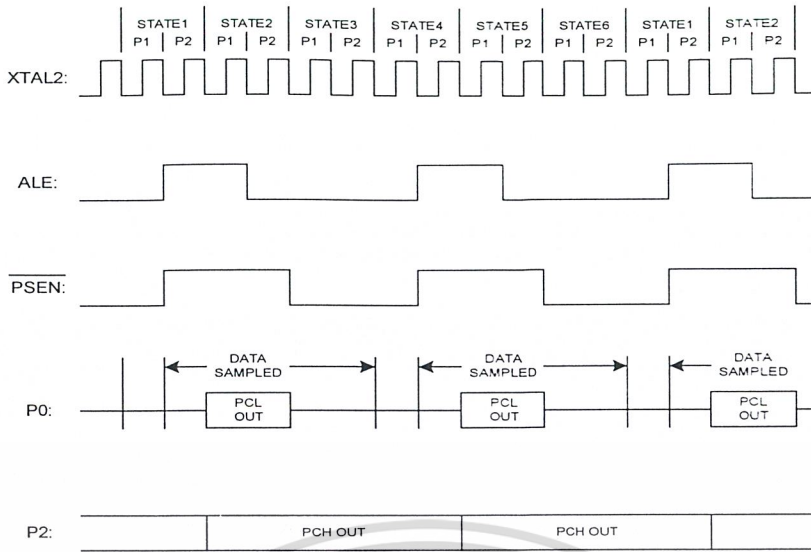 STATE1 STATE2 STATE3 STATE4 STATE5 STATE6 STATE1 STATE2
P1 P2 P1 P2 P1 P2 P1 P2 P1 P2 P1 P2 P1 P2 P1 P2
XTAL2:
ALE:
PSEN:
DATA SAMPLED DATA SAMPLED DATA SAMPLED
P0:
PCL OUT PCL OUT PCL OUT
P2:
PCH OUT PCH OUT